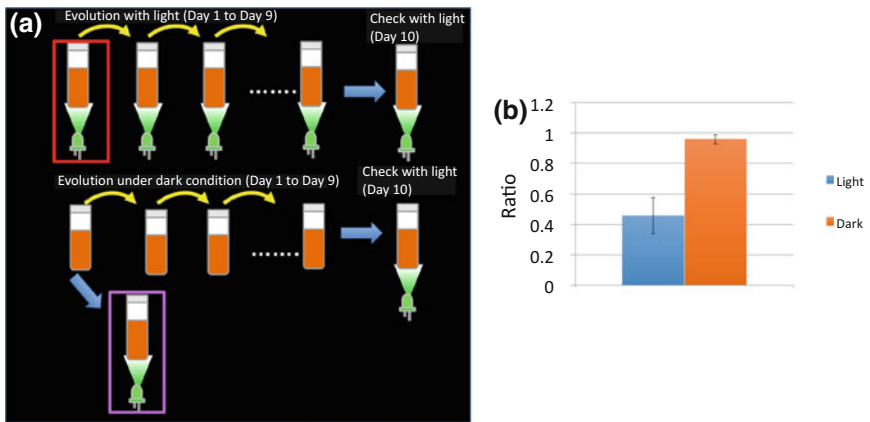 (a)
Evolution with light (Day 1 to Day 9)
Check with light
(Day 10)
Evolution under dark condition (Day 1 to Day 9)
Check with light
(Day 10)
(b)
1.2
1
0.8
0.6
0.4
0.2
0
Ratio
Light
Dark